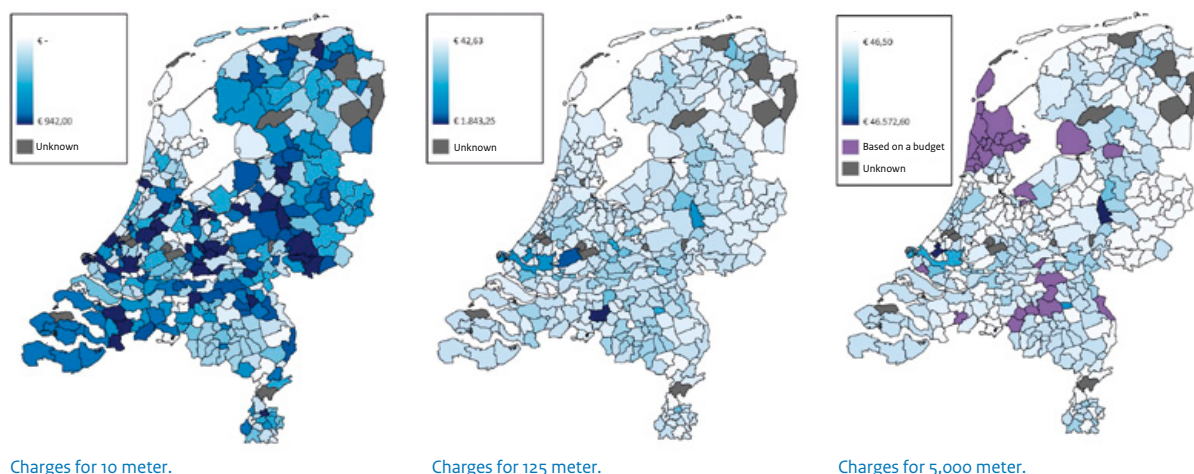 € -
€ 942,00
Unknown
Charges for 10 meter.
€ 42,63
€ 1.843,25
Unknown
Charges for 125 meter.
€ 46,50
€ 46.572,60
Based on a budget
Unknown
Charges for 5,000 meter.